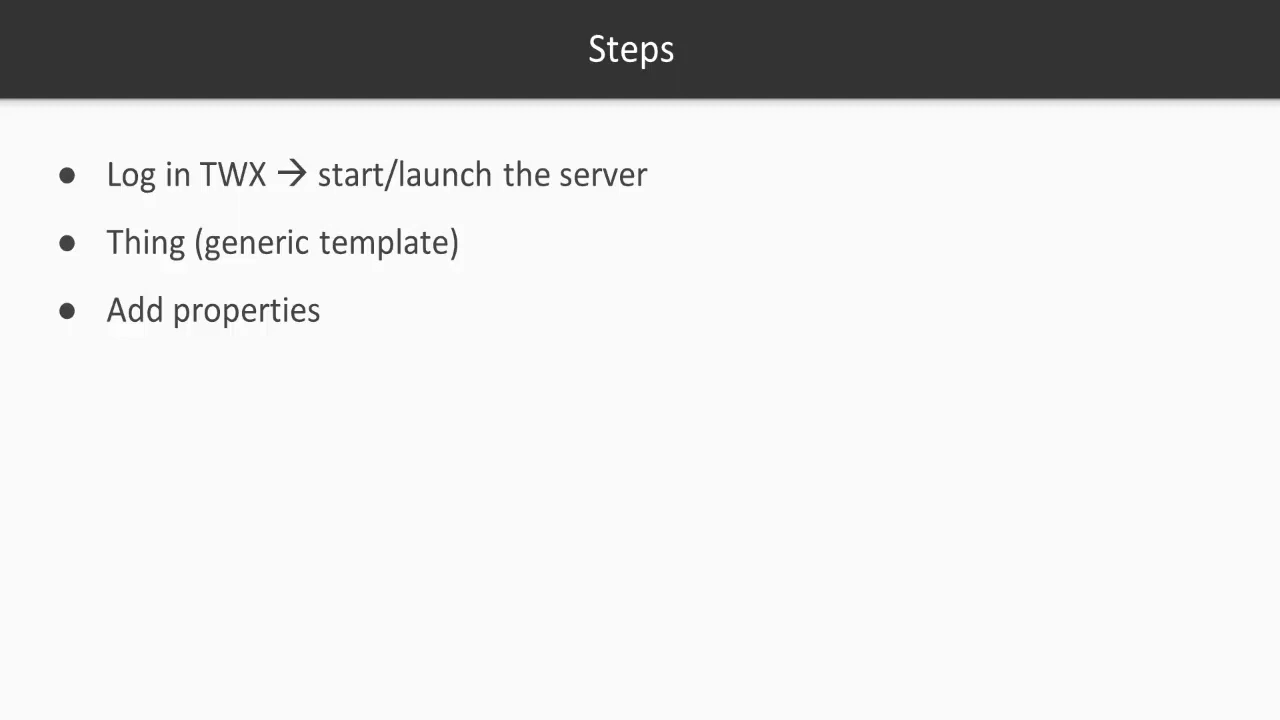 Steps
● Log in TWX → start/launch the server
● Thing (generic template)
● Add properties